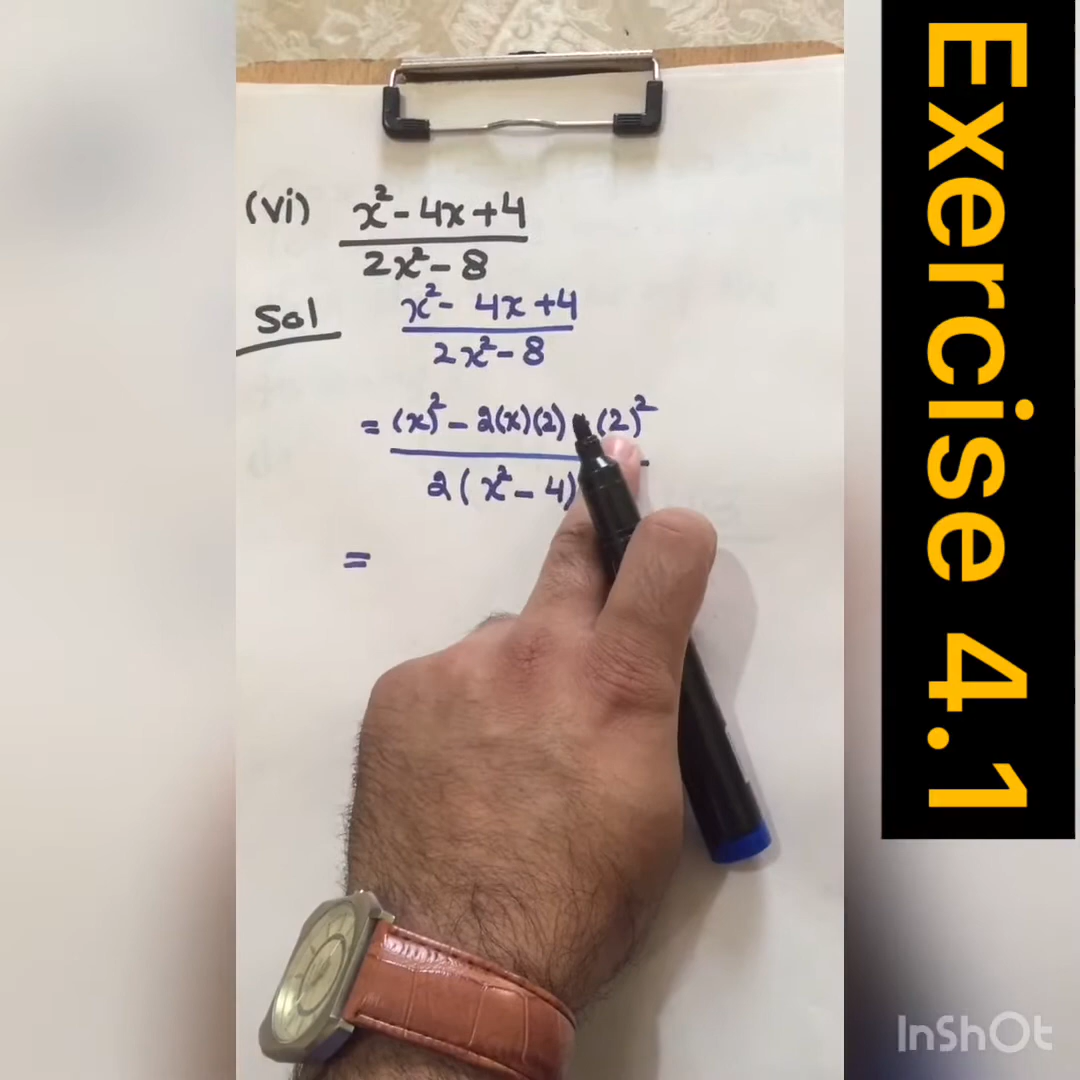 (vi) x² - 4x + 4
2x² - 8
Sol x² - 4x + 4
2x² - 8
= (x)² - 2(x)(2) (2)²
2(x² - 4)
=
Exercise 4.1
InShOt